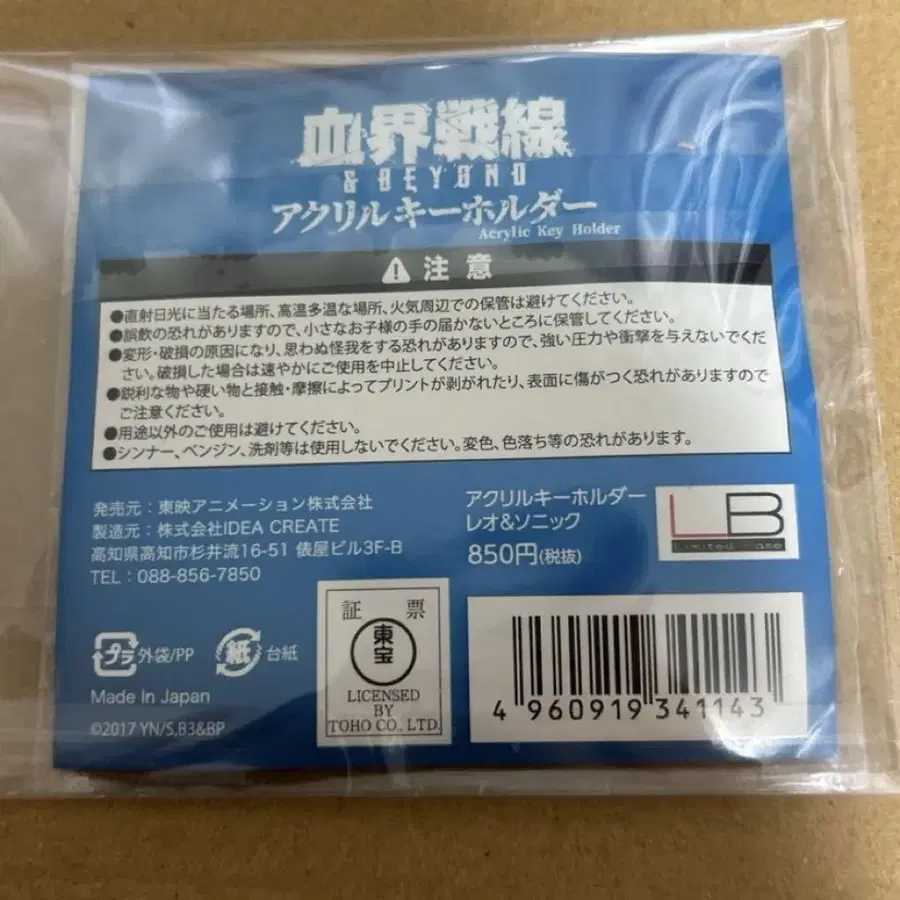 血界戦線
& BEYOND
アクリルキーホルダー
Acrylic Key Holder
注意
●直射日光に当たる場所、高温多湿な場所、火気周辺での保管は避けてください。
●誤飲の恐れがありますので、小さなお子様の手の届かないところに保管してください。
●変形・破損の原因になり、思わぬ怪我をする恐れがありますので、強い圧力や衝撃を与えないでくだ
さい。破損した場合は速やかにご使用を中止してください。
●鋭利な物や硬い物と接触・摩擦によってプリントが剥がれたり、表面に傷がつく恐れがありますので
ご注意ください。
●用途以外のご使用は避けてください。
●シンナー、ベンジン、洗剤等は使用しないでください。変色、色落ち等の恐れがあります。
発売元：東映アニメーション株式会社
製造元：株式会社IDEA CREATE
高知県高知市杉井流16-51 俵屋ビル3F-B
TEL：088-856-7850
アクリルキーホルダー
レオ&ソニック
850円(税抜)
LB
Limited Base
プラ 外袋/PP
紙 台紙
Made In Japan
©2017 YN/S,B3&BP
証票
東宝
LICENSED
BY
TOHO CO., LTD.
4 960919 341143